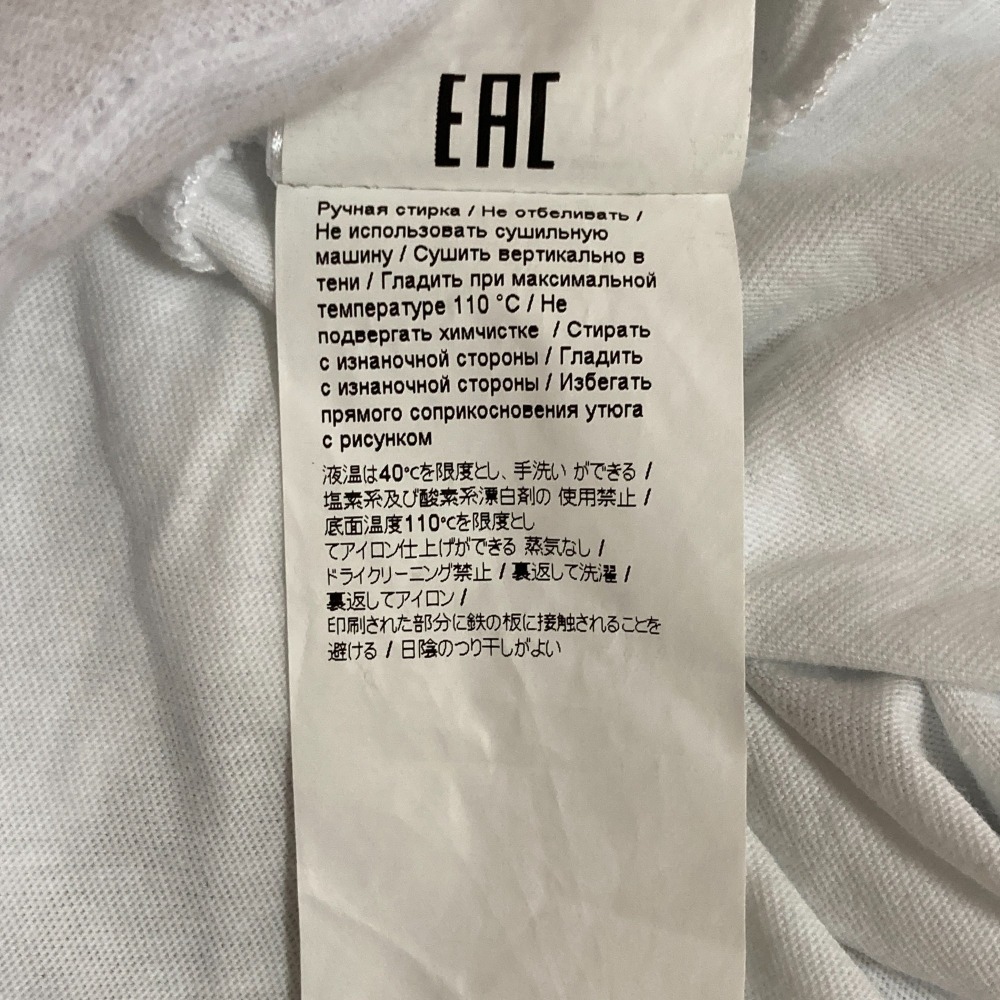 EAC
Ручная стирка / Не отбеливать /
Не использовать сушильную
машину / Сушить вертикально в
тени / Гладить при максимальной
температуре 110 °C / Не
подвергать химчистке / Стирать
с изнаночной стороны / Гладить
с изнаночной стороны / Избегать
прямого соприкосновения утюга
с рисунком
液温は40℃を限度とし、手洗い ができる /
塩素系及び酸素系漂白剤の 使用禁止 /
底面温度110℃を限度とし
てアイロン仕上げができる 蒸気なし /
ドライクリーニング禁止 / 裏返して洗濯 /
裏返してアイロン /
印刷された部分に鉄の板に接触されることを
避ける / 日陰のつり干しがよい